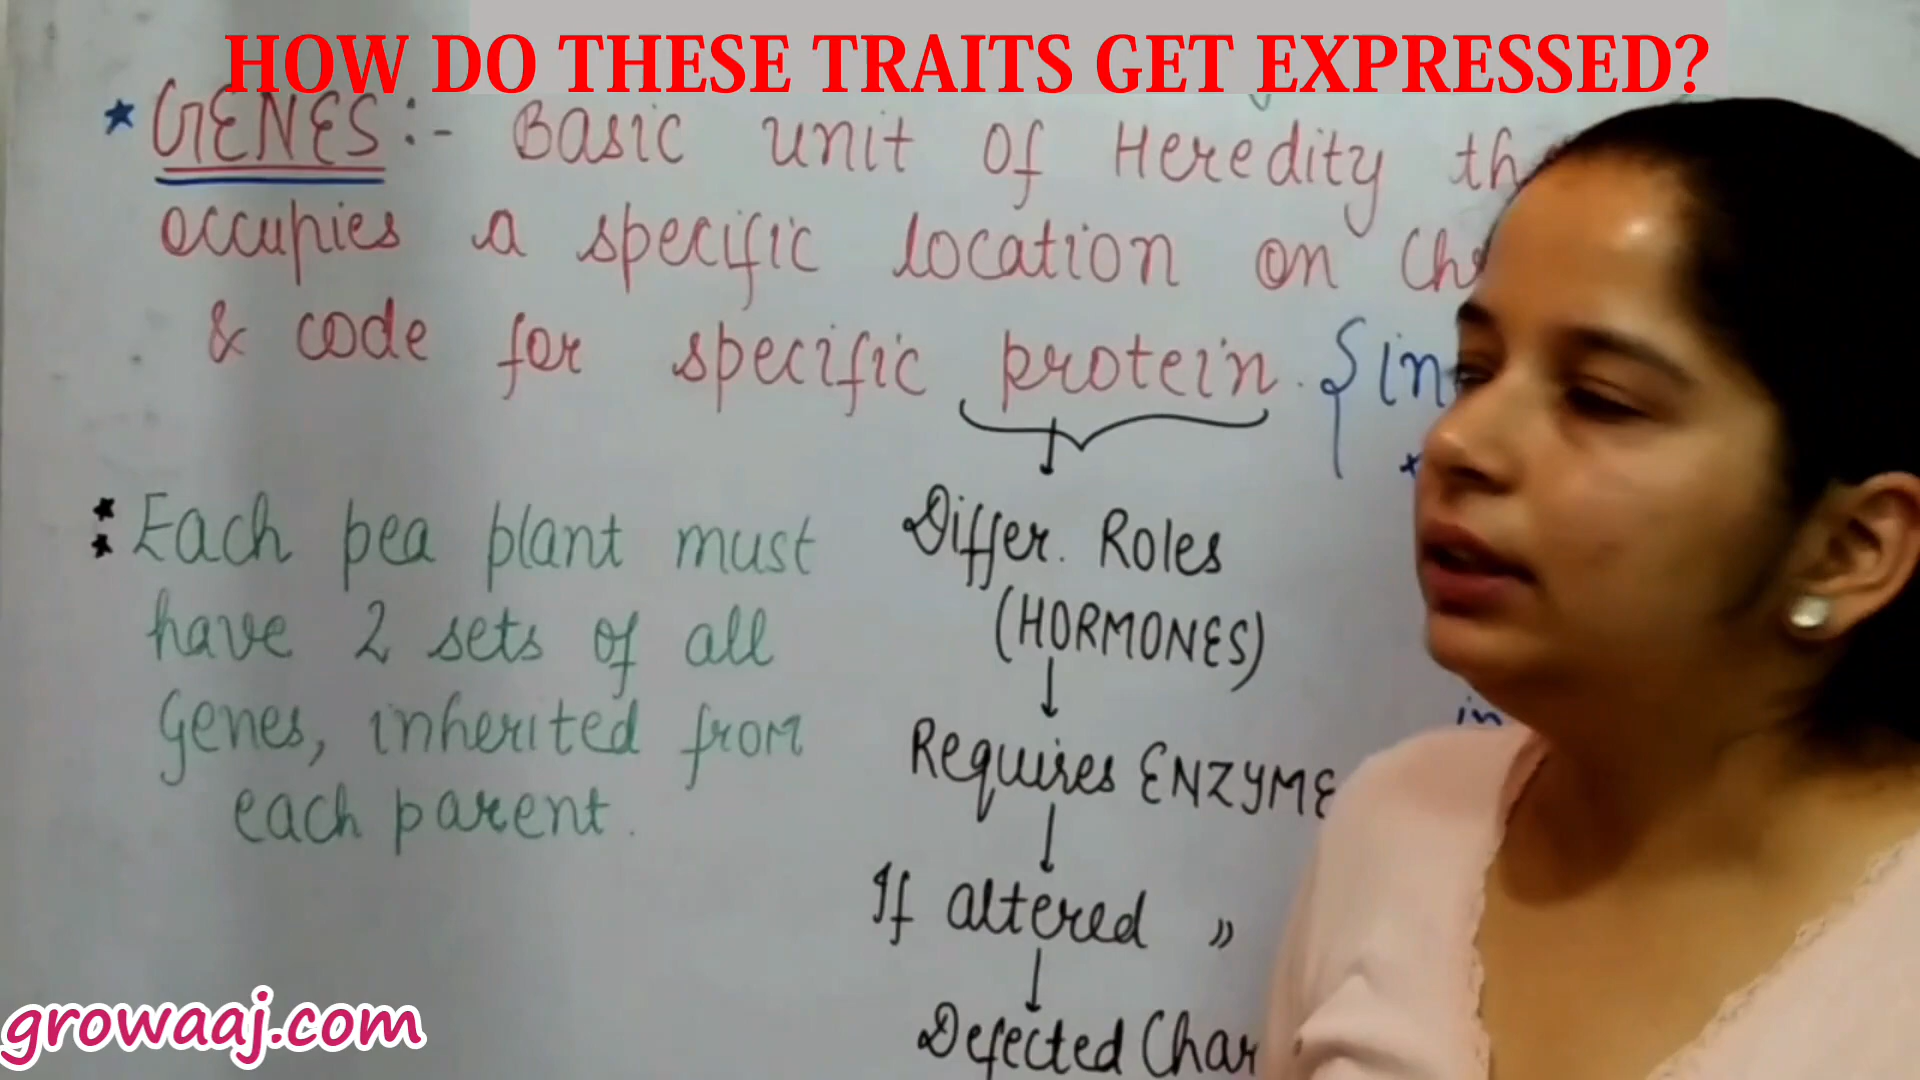 HOW DO THESE TRAITS GET EXPRESSED?
GENES :- Basic unit of Heredity
occupies a specific location on
& code for specific protein.
Each pea plant must
have 2 sets of all
Genes, inherited from
each parent.
Differ. Roles
(HORMONES)
Requires ENZYME
If altered "
Defected Char
in
growaaj.com